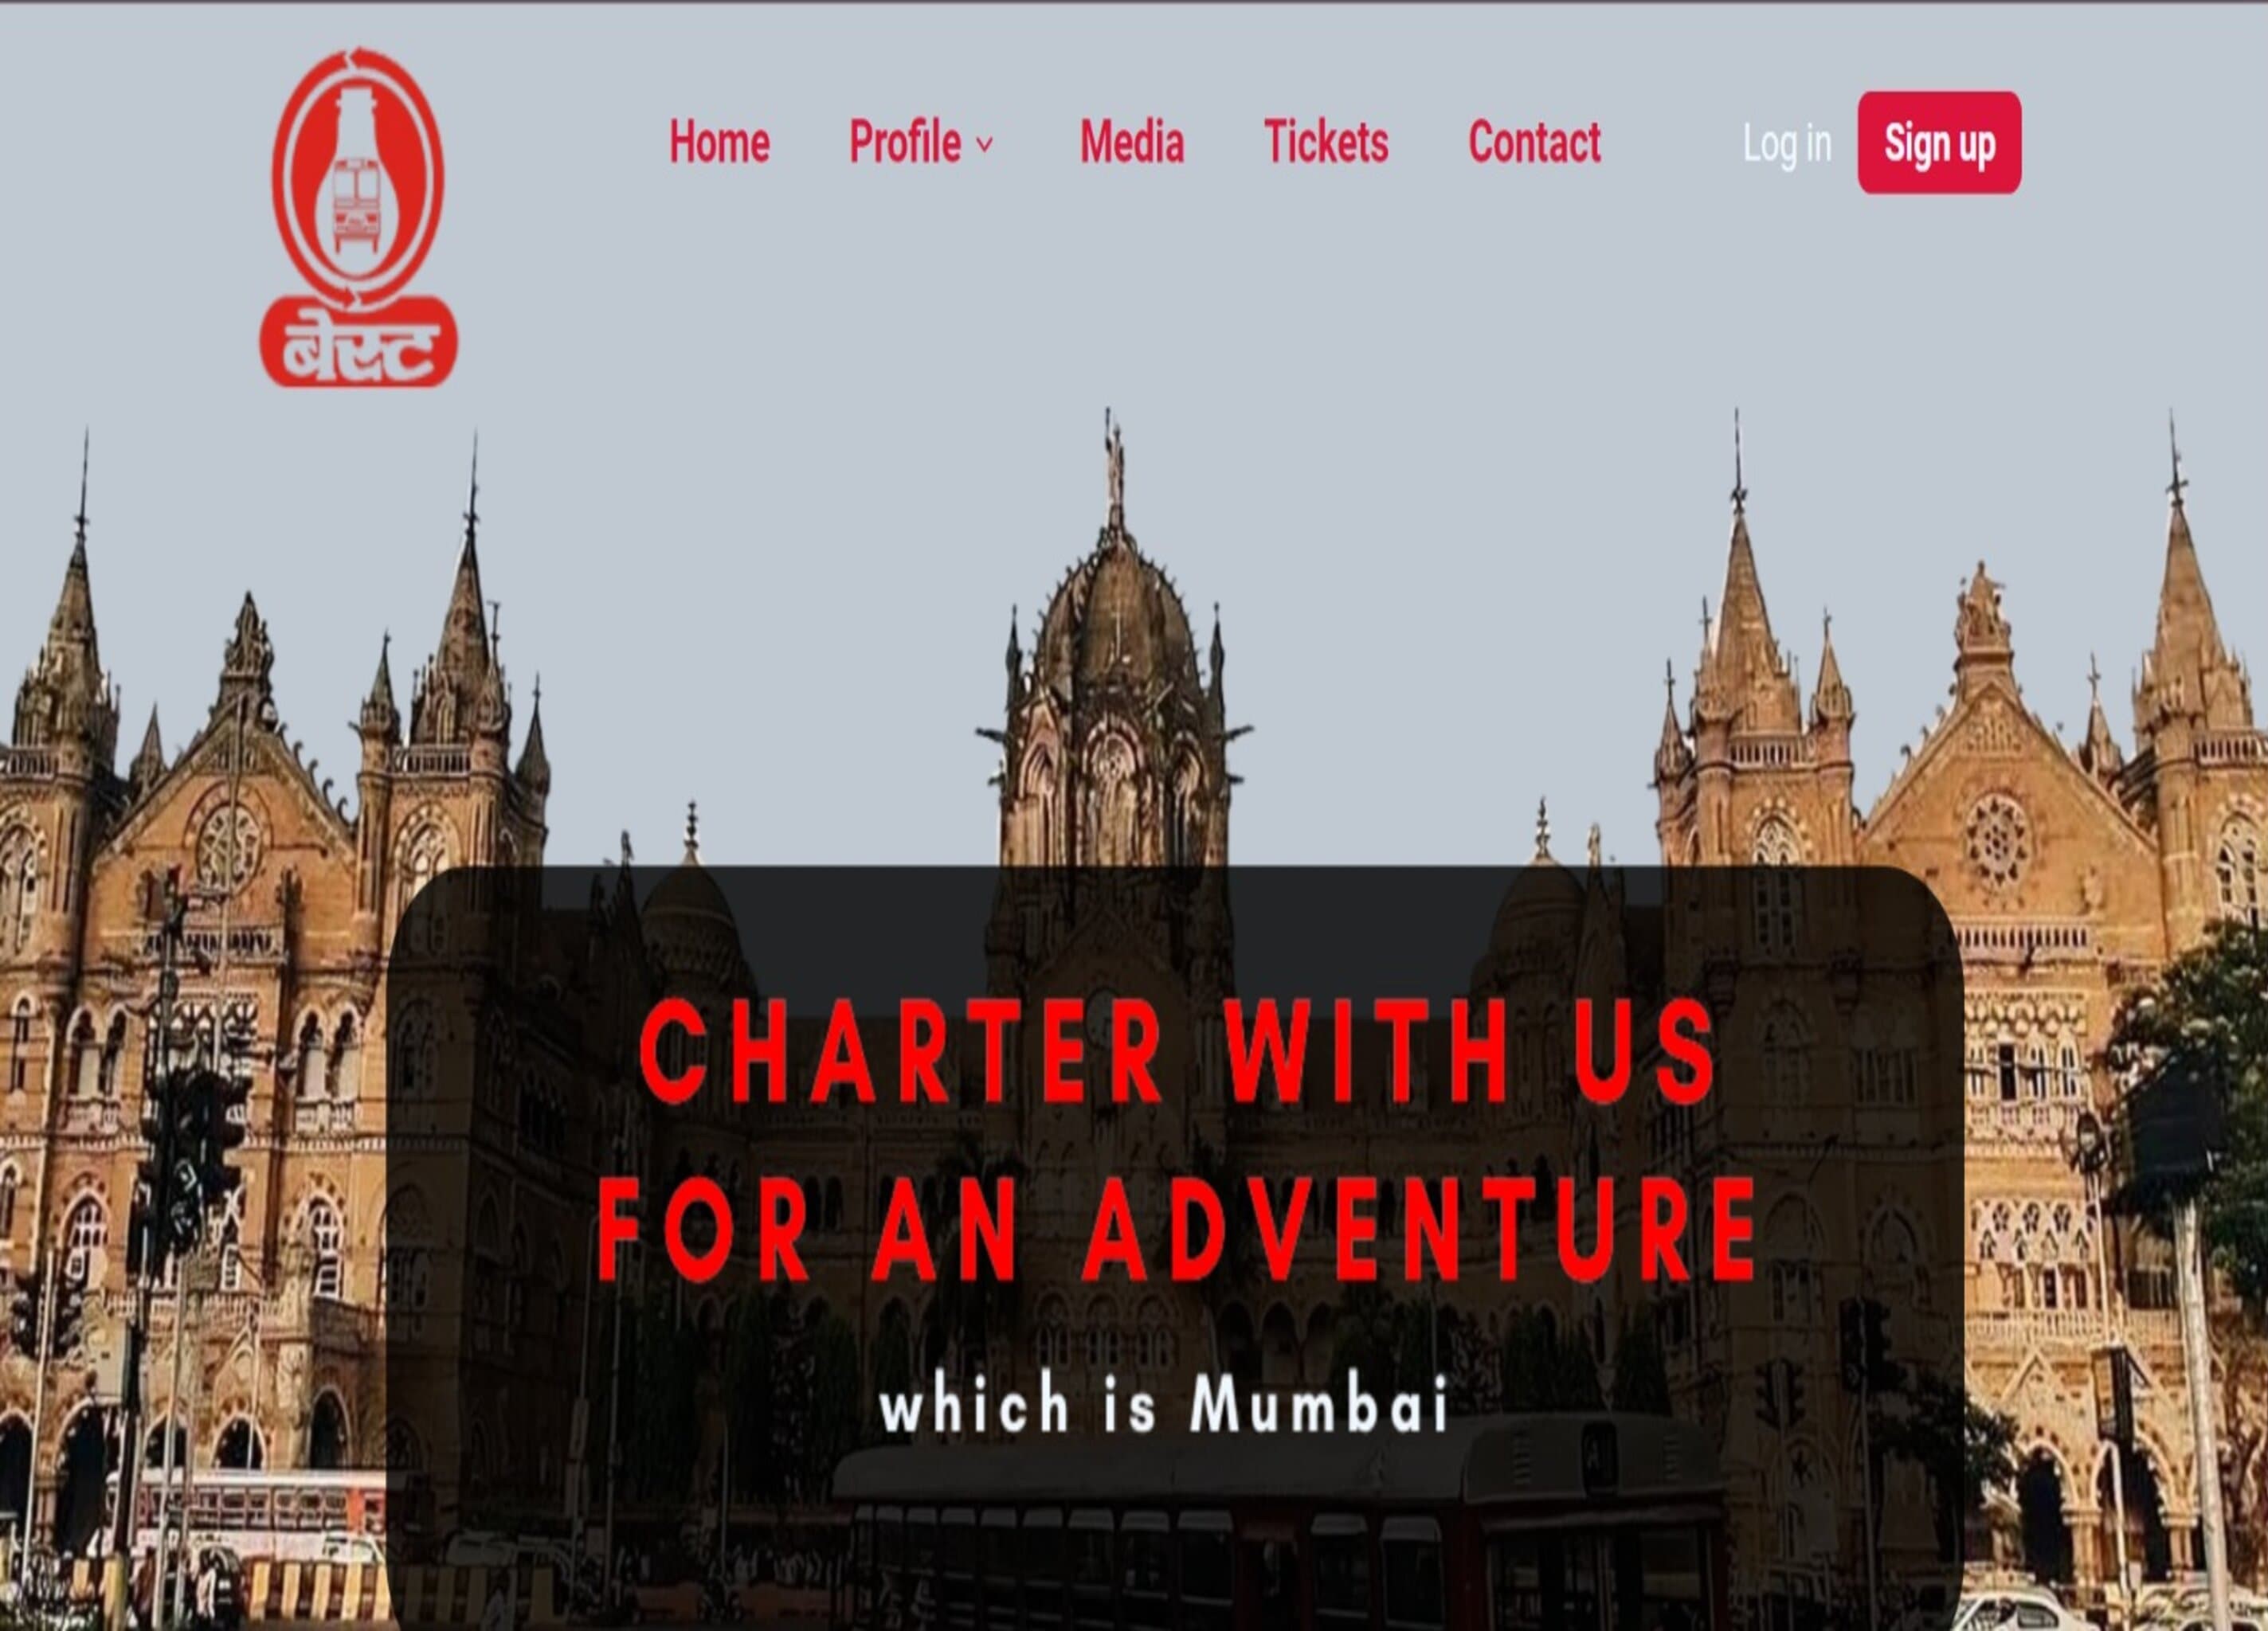 बेस्ट
Home Profile Media Tickets Contact Log in Sign up
CHARTER WITH US
FOR AN ADVENTURE
which is Mumbai